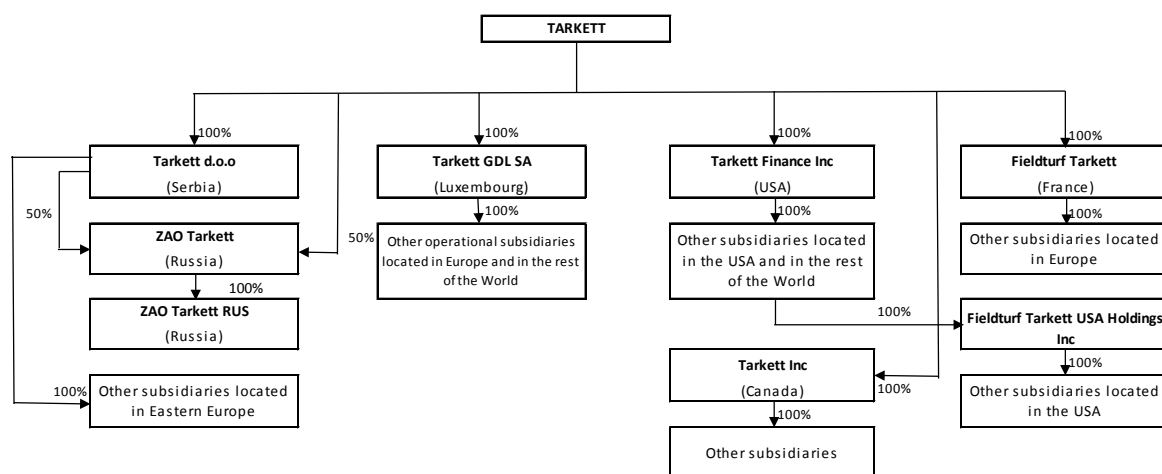 TARKETT
100%
100%
100%
100%
Tarkett d.o.o
(Serbia)
Tarkett GDL SA
(Luxembourg)
Tarkett Finance Inc
(USA)
Fieldturf Tarkett
(France)
50%
100%
100%
100%
ZAO Tarkett
(Russia)
50%
Other operational subsidiaries
located in Europe and in the rest
of the World
Other subsidiaries located
in the USA and in the rest
of the World
Other subsidiaries located
in Europe
100%
ZAO Tarkett RUS
(Russia)
100%
Fieldturf Tarkett USA Holdings
Inc
Tarkett Inc
(Canada)
100%
100%
100%
Other subsidiaries located
in Eastern Europe
Other subsidiaries located
in the USA
100%
Other subsidiaries